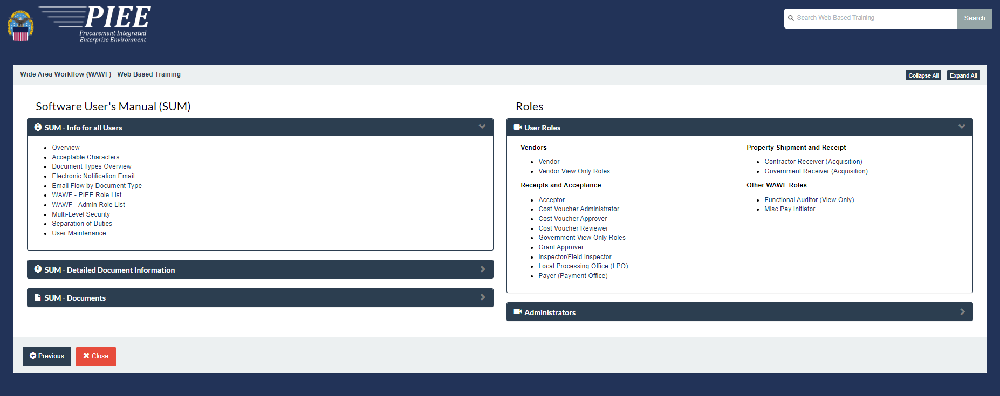 PIEE
Procurement Integrated
Enterprise Environment
Search Web Based Training
Search
Wide Area Workflow (WAWF) - Web Based Training
Collapse All
Expand All
Software User's Manual (SUM)
SUM - Info for all Users
Overview
Acceptable Characters
Document Types Overview
Electronic Notification Email
Email Flow by Document Type
WAWF - PIEE Role List
WAWF - Admin Role List
Multi-Level Security
Separation of Duties
User Maintenance
SUM - Detailed Document Information
SUM - Documents
Roles
User Roles
Vendors
Vendor
Vendor View Only Roles
Receipts and Acceptance
Acceptor
Cost Voucher Administrator
Cost Voucher Approver
Cost Voucher Reviewer
Government View Only Roles
Grant Approver
Inspector/Field Inspector
Local Processing Office (LPO)
Payer (Payment Office)
Property Shipment and Receipt
Contractor Receiver (Acquisition)
Government Receiver (Acquisition)
Other WAWF Roles
Functional Auditor (View Only)
Misc Pay Initiator
Administrators
Previous
Close